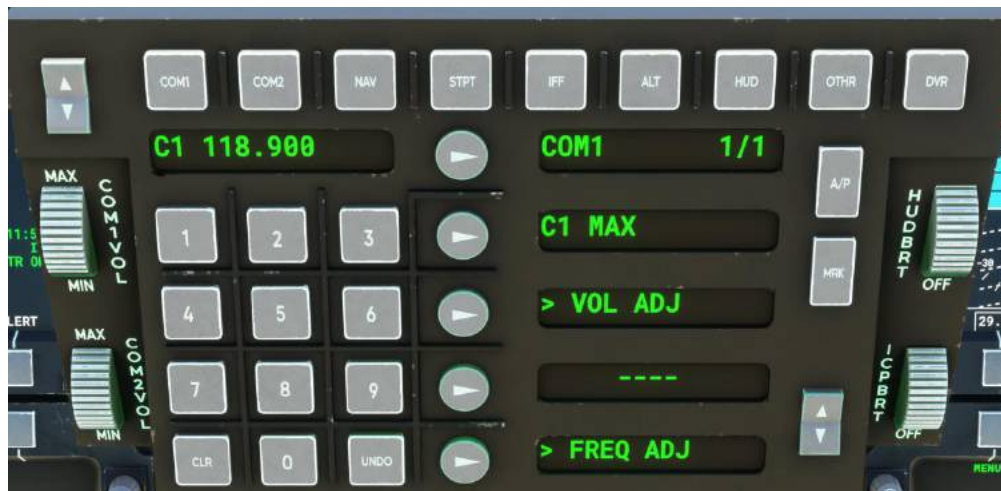 COM1
COM2
NAV
STPT
IFF
ALT
HUD
OTHR
DVR
C1 118.900
COM1 1/1
A/P
MAX
COM1VOL
MIN
1
2
3
C1 MAX
MRK
HUDBRT
OFF
-30
4
5
6
> VOL ADJ
MAX
COM2VOL
MIN
7
8
9
----
ICPBRT
OFF
CLR
0
UNDO
> FREQ ADJ
29.
MENU